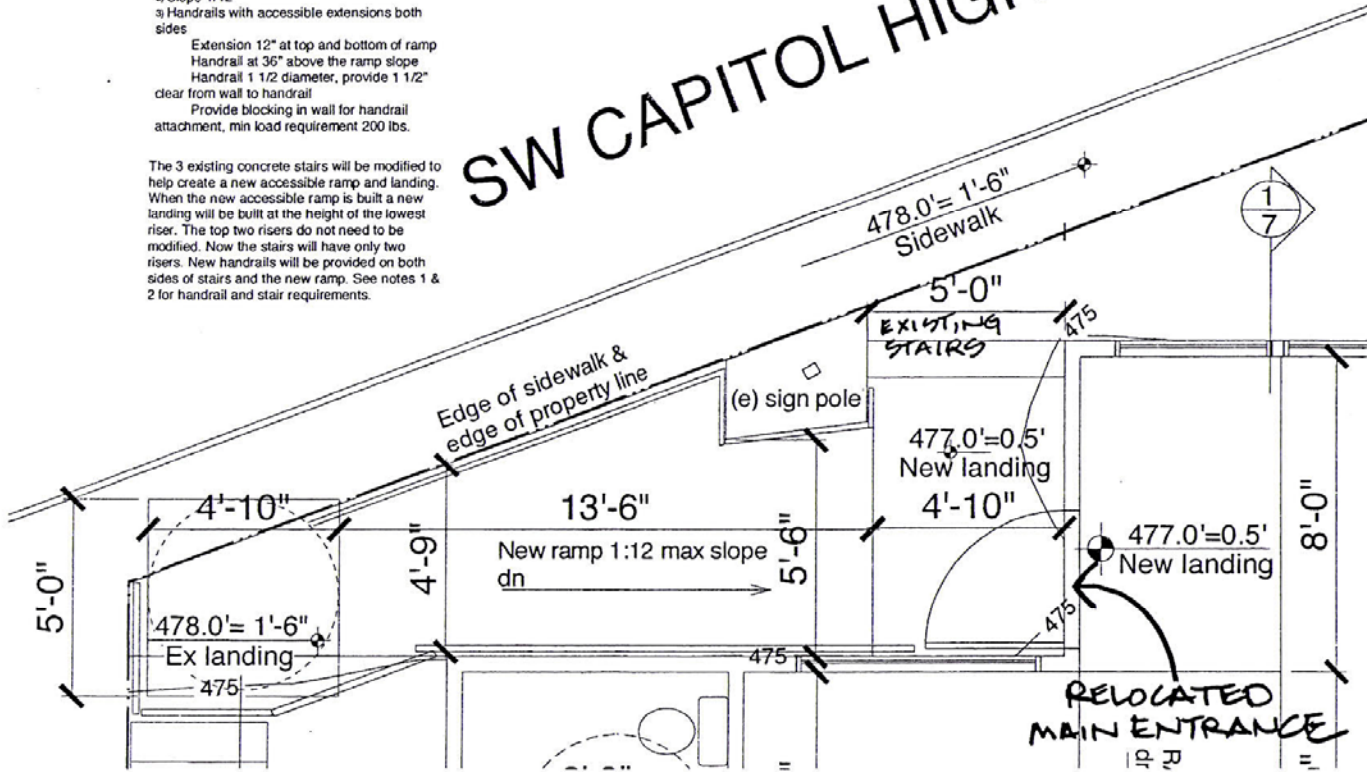 3) Handrails with accessible extensions both
sides
Extension 12" at top and bottom of ramp
Handrail at 36" above the ramp slope
Handrail 1 1/2 diameter, provide 1 1/2"
clear from wall to handrail
Provide blocking in wall for handrail
attachment, min load requirement 200 lbs.
The 3 existing concrete stairs will be modified to
help create a new accessible ramp and landing.
When the new accessible ramp is built a new
landing will be built at the height of the lowest
riser. The top two risers do not need to be
modified. Now the stairs will have only two
risers. New handrails will be provided on both
sides of stairs and the new ramp. See notes 1 &
2 for handrail and stair requirements.
SW CAPITOL HIGH
478.0'= 1'-6"
Sidewalk
1
7
5'-0"
EXISTING
STAIRS
475
Edge of sidewalk &
edge of property line
(e) sign pole
477.0'=0.5'
New landing
4'-10"
13'-6"
4'-10"
5'-0"
4'-9"
New ramp 1:12 max slope
dn
5'-6"
477.0'=0.5'
New landing
8'-0"
478.0'= 1'-6"
Ex landing
475
475
475
RELOCATED
MAIN ENTRANCE